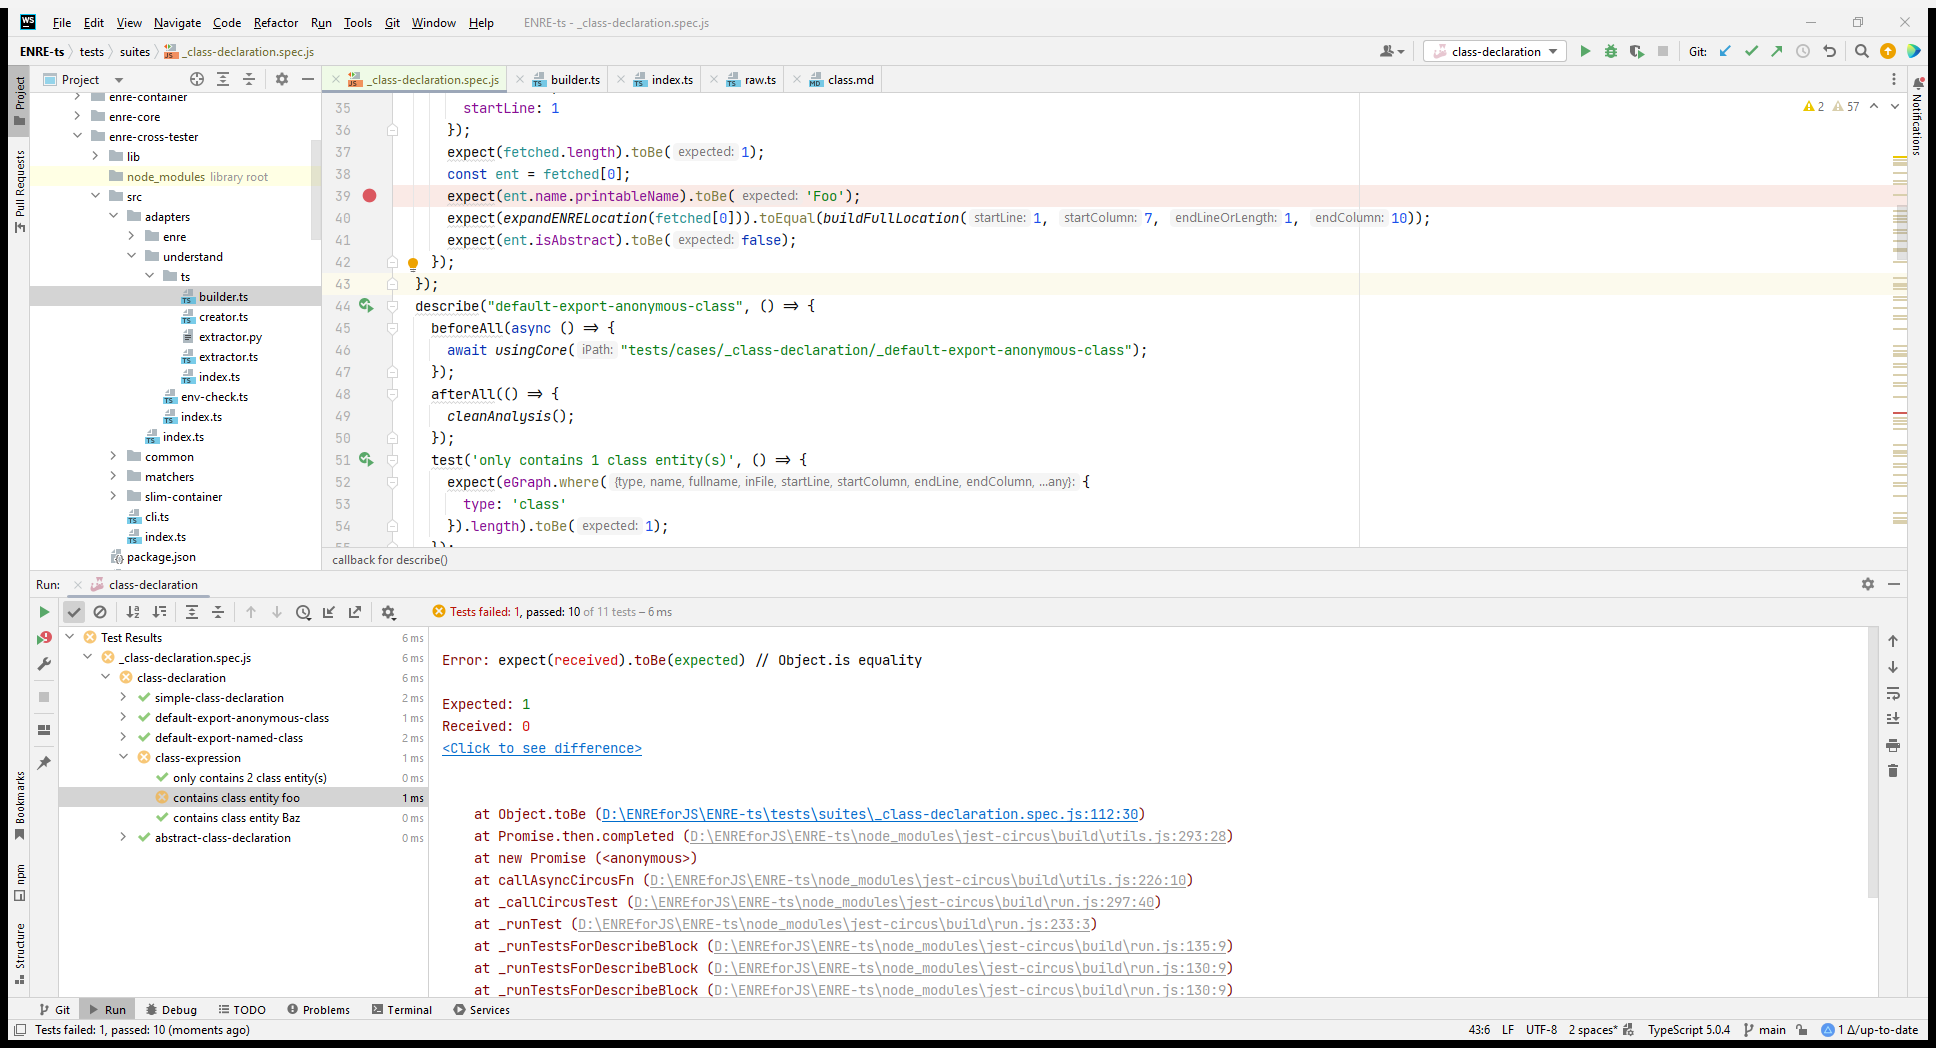 WS File Edit View Navigate Code Refactor Run Tools Git Window Help ENRE-ts - _class-declaration.spec.js
ENRE-ts tests suites _class-declaration.spec.js class-declaration Git:
Project
_class-declaration.spec.js builder.ts index.ts raw.ts class.md
Project
Pull Requests
Bookmarks
npm
Structure
Notifications
enre-container
enre-core
enre-cross-tester
lib
node_modules library root
src
adapters
enre
understand
ts
builder.ts
creator.ts
extractor.py
extractor.ts
index.ts
env-check.ts
index.ts
index.ts
common
matchers
slim-container
cli.ts
index.ts
package.json
2 57
35 startLine: 1
36 });
37 expect(fetched.length).toBe( expected: 1);
38 const ent = fetched[0];
39 expect(ent.name.printableName).toBe( expected: 'Foo');
40 expect(expandENRELocation(fetched[0])).toEqual(buildFullLocation( startLine: 1, startColumn: 7, endLineOrLength: 1, endColumn: 10));
41 expect(ent.isAbstract).toBe( expected: false);
42 });
43 });
44 describe("default-export-anonymous-class", () => {
45 beforeAll(async () => {
46 await usingCore( iPath: "tests/cases/_class-declaration/_default-export-anonymous-class");
47 });
48 afterAll(() => {
49 cleanAnalysis();
50 });
51 test('only contains 1 class entity(s)', () => {
52 expect(eGraph.where( {type, name, fullname, inFile, startLine, startColumn, endLine, endColumn, ...any}: {
53 type: 'class'
54 }).length).toBe( expected: 1);
55 });
callback for describe()
Run: class-declaration
Tests failed: 1, passed: 10 of 11 tests – 6 ms
Test Results 6 ms
_class-declaration.spec.js 6 ms
class-declaration 6 ms
simple-class-declaration 2 ms
default-export-anonymous-class 1 ms
default-export-named-class 2 ms
class-expression 1 ms
only contains 2 class entity(s) 0 ms
contains class entity foo 1 ms
contains class entity Baz 0 ms
abstract-class-declaration 0 ms
Error: expect(received).toBe(expected) // Object.is equality
Expected: 1
Received: 0
<Click to see difference>
at Object.toBe (D:\ENREforJS\ENRE-ts\tests\suites\_class-declaration.spec.js:112:30)
at Promise.then.completed (D:\ENREforJS\ENRE-ts\node_modules\jest-circus\build\utils.js:293:28)
at new Promise (<anonymous>)
at callAsyncCircusFn (D:\ENREforJS\ENRE-ts\node_modules\jest-circus\build\utils.js:226:10)
at _callCircusTest (D:\ENREforJS\ENRE-ts\node_modules\jest-circus\build\run.js:297:40)
at _runTest (D:\ENREforJS\ENRE-ts\node_modules\jest-circus\build\run.js:233:3)
at _runTestsForDescribeBlock (D:\ENREforJS\ENRE-ts\node_modules\jest-circus\build\run.js:135:9)
at _runTestsForDescribeBlock (D:\ENREforJS\ENRE-ts\node_modules\jest-circus\build\run.js:130:9)
at _runTestsForDescribeBlock (D:\ENREforJS\ENRE-ts\node_modules\jest-circus\build\run.js:130:9)
Git Run Debug TODO Problems Terminal Services
Tests failed: 1, passed: 10 (moments ago) 43:6 LF UTF-8 2 spaces* TypeScript 5.0.4 main 1 Δ/up-to-date